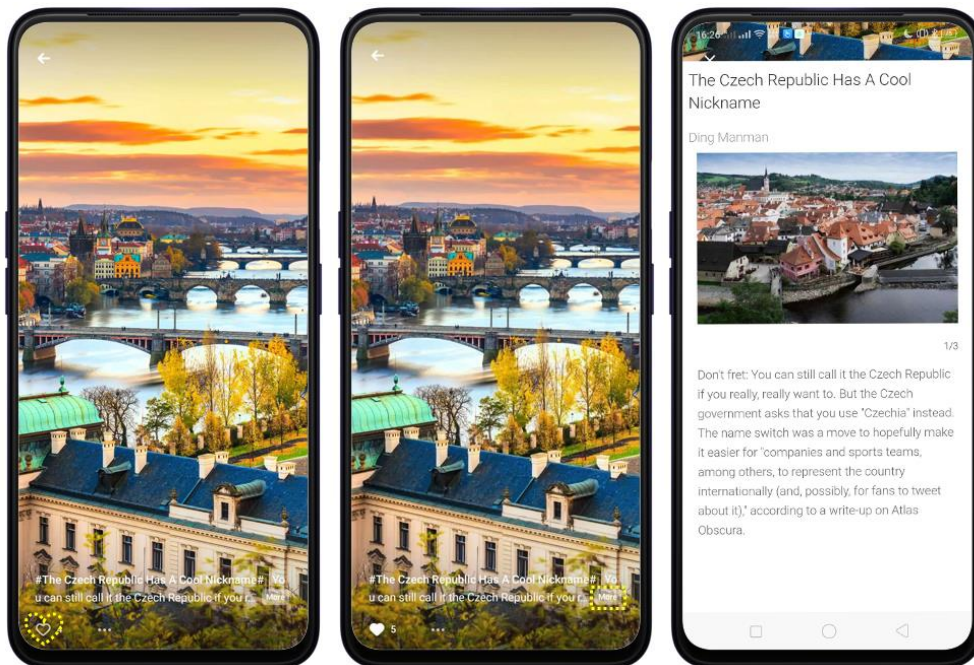 #The Czech Republic Has A Cool Nickname# Yo
u can still call it the Czech Republic if you r... More
#The Czech Republic Has A Cool Nickname# Yo
u can still call it the Czech Republic if you r... More
5
16:26
The Czech Republic Has A Cool
Nickname
Ding Manman
1/3
Don't fret: You can still call it the Czech Republic
if you really, really want to. But the Czech
government asks that you use "Czechia" instead.
The name switch was a move to hopefully make
it easier for "companies and sports teams,
among others, to represent the country
internationally (and, possibly, for fans to tweet
about it)," according to a write-up on Atlas
Obscura.